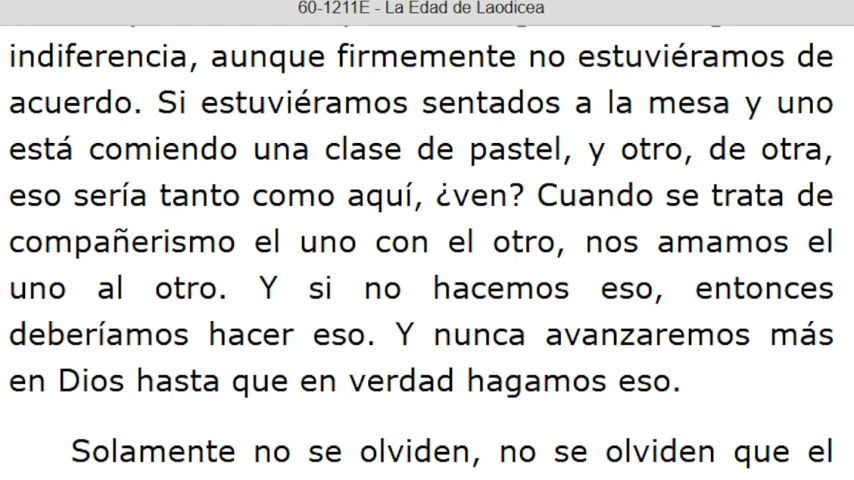 60-1211E - La Edad de Laodicea
indiferencia, aunque firmemente no estuviéramos de
acuerdo. Si estuviéramos sentados a la mesa y uno
está comiendo una clase de pastel, y otro, de otra,
eso sería tanto como aquí, ¿ven? Cuando se trata de
compañerismo el uno con el otro, nos amamos el
uno al otro. Y si no hacemos eso, entonces
deberíamos hacer eso. Y nunca avanzaremos más
en Dios hasta que en verdad hagamos eso.
Solamente no se olviden, no se olviden que el